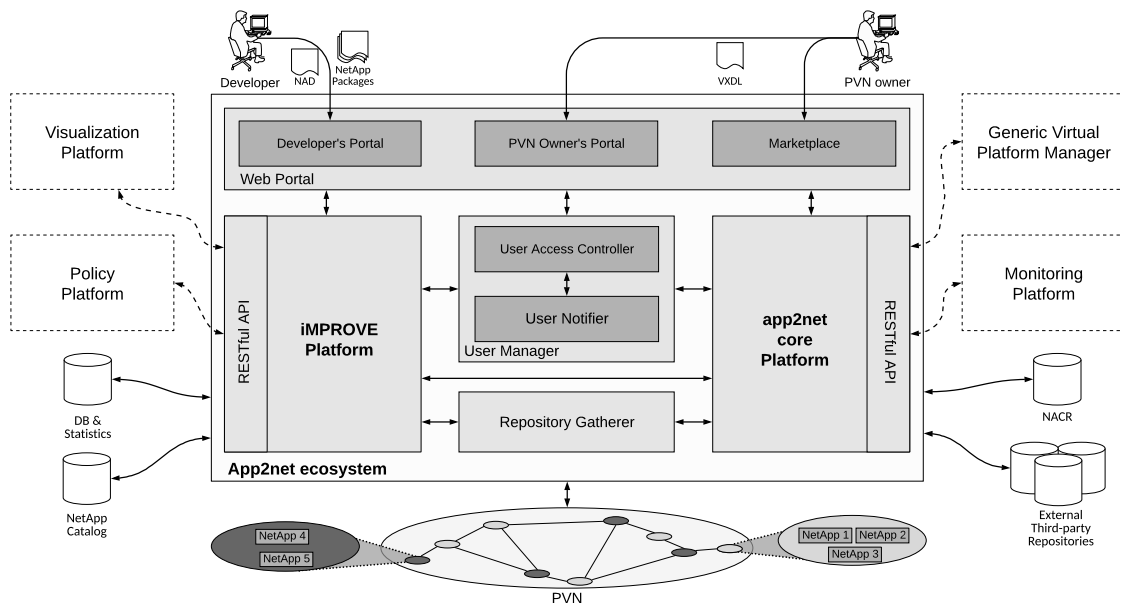 Developer
NAD
NetApp
Packages
VXDL
PVN owner
Visualization
Platform
Developer's Portal
PVN Owner's Portal
Marketplace
Web Portal
Generic Virtual
Platform Manager
Policy
Platform
RESTful API
iMPROVE
Platform
User Access Controller
User Notifier
User Manager
app2net
core
Platform
RESTful API
Monitoring
Platform
Repository Gatherer
App2net ecosystem
DB &
Statistics
NetApp
Catalog
NACR
External
Third-party
Repositories
NetApp 4
NetApp 5
NetApp 1
NetApp 2
NetApp 3
PVN